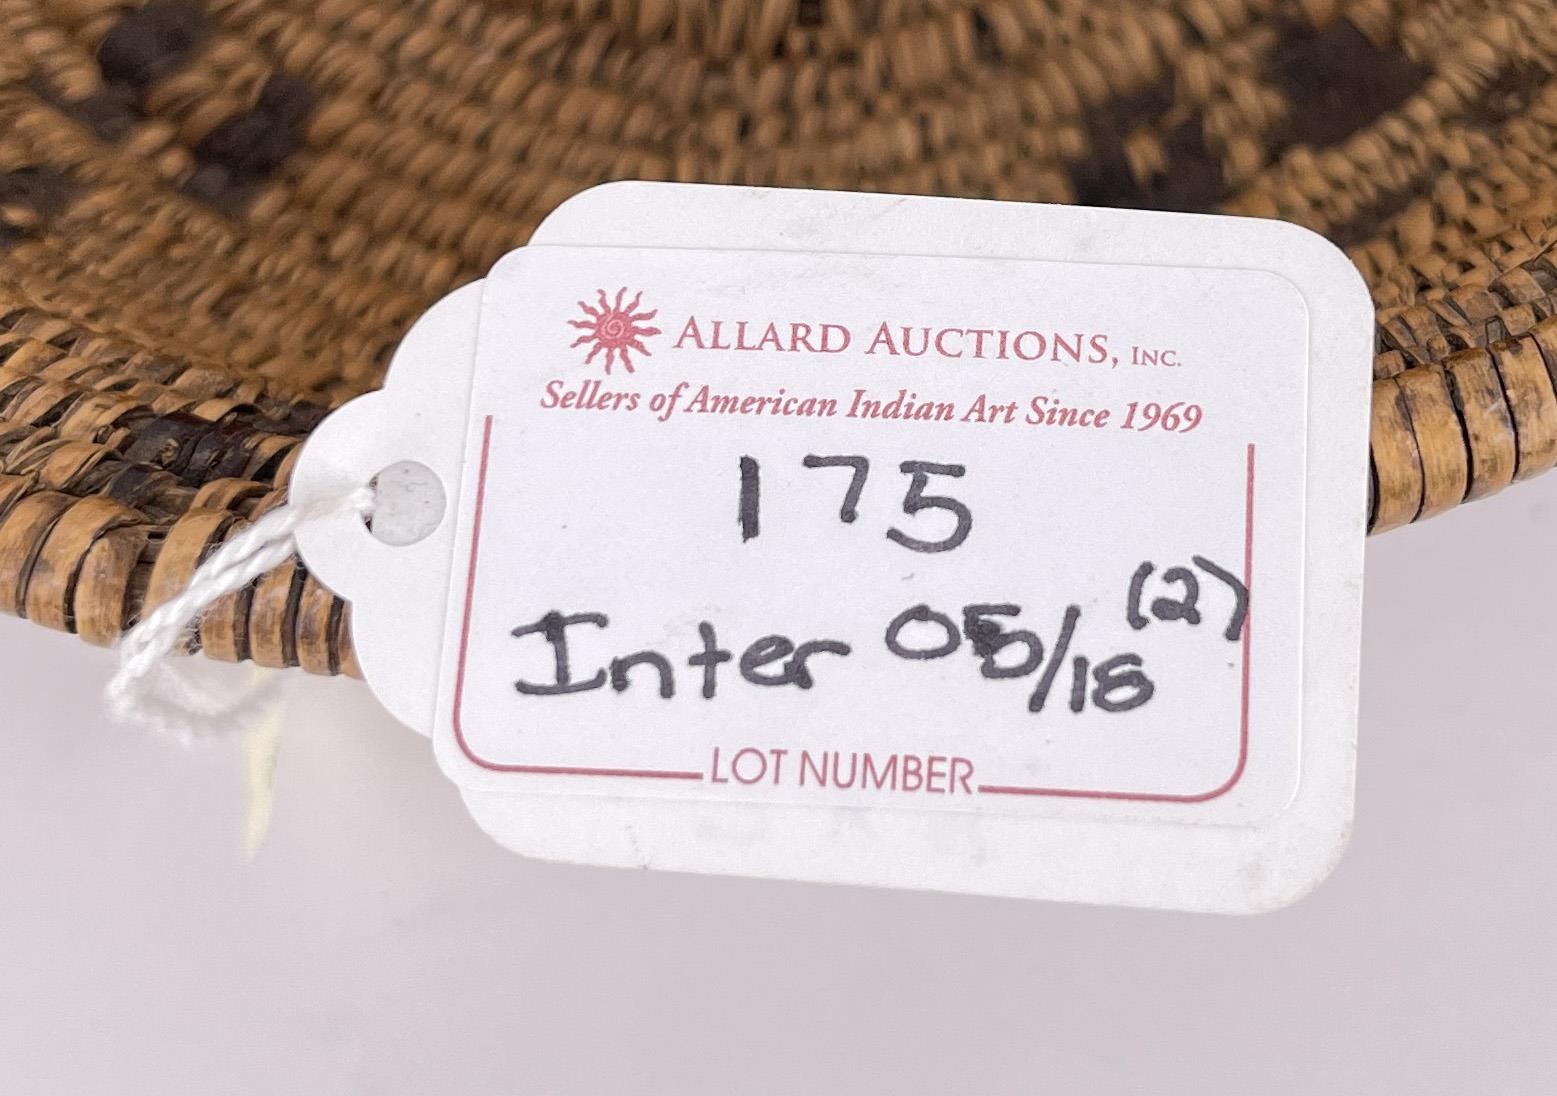 ALLARD AUCTIONS, INC.
Sellers of American Indian Art Since 1969
175
Inter 05/18 (2)
LOT NUMBER